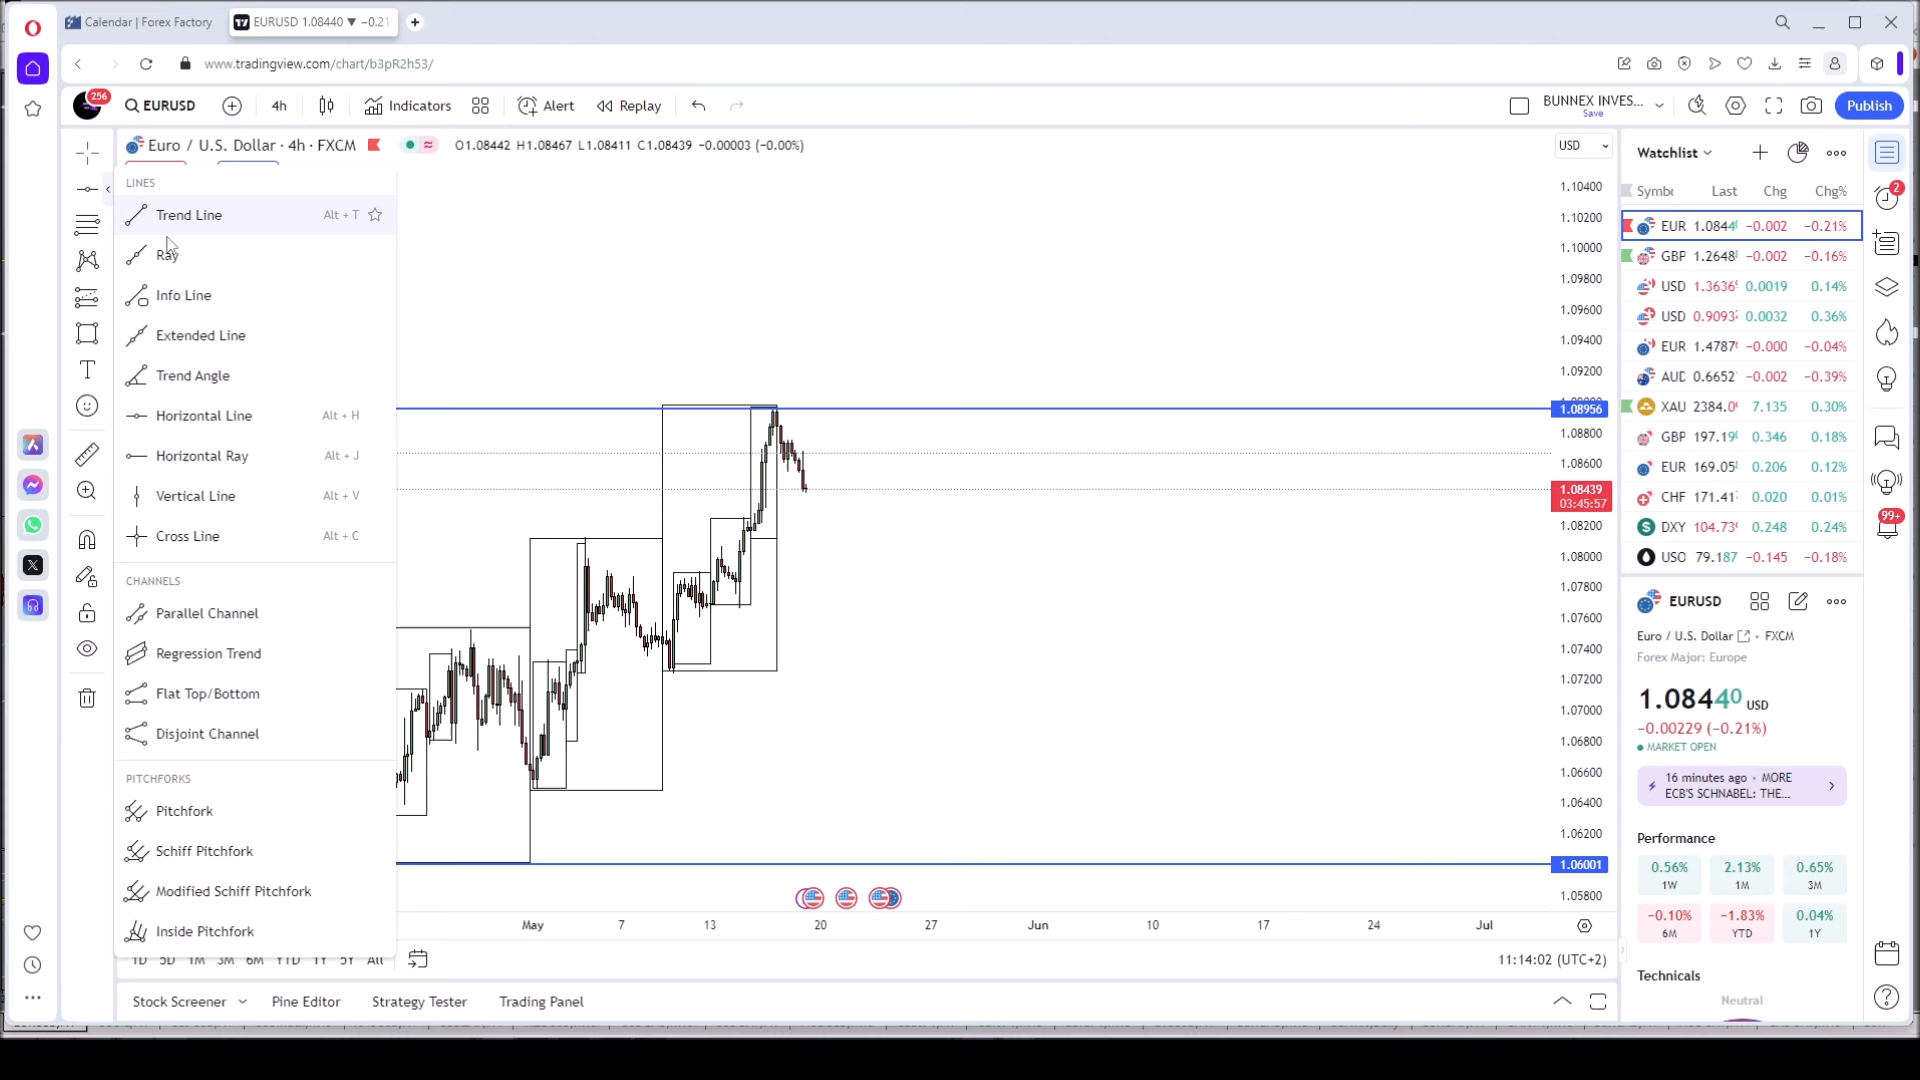 Calendar | Forex Factory
EURUSD 1.08440 ▼ −0.21
www.tradingview.com/chart/b3pR2h53/
256
EURUSD
4h
Indicators
Alert
Replay
BUNNEX INVES...
Save
Publish
Euro / U.S. Dollar · 4h · FXCM
O1.08442 H1.08467 L1.08411 C1.08439 −0.00003 (−0.00%)
USD
LINES
Trend Line Alt + T
Ray
Info Line
Extended Line
Trend Angle
Horizontal Line Alt + H
Horizontal Ray Alt + J
Vertical Line Alt + V
Cross Line Alt + C
CHANNELS
Parallel Channel
Regression Trend
Flat Top/Bottom
Disjoint Channel
PITCHFORKS
Pitchfork
Schiff Pitchfork
Modified Schiff Pitchfork
Inside Pitchfork
1.10400
1.10200
1.10000
1.09800
1.09600
1.09400
1.09200
1.08956
1.08800
1.08600
1.08439
03:45:57
1.08200
1.08000
1.07800
1.07600
1.07400
1.07200
1.07000
1.06800
1.06600
1.06400
1.06200
1.06001
1.05800
May 7 13 20 27 Jun 10 17 24 Jul
1D 5D 1M 3M 6M YTD 1Y 5Y All
11:14:02 (UTC+2)
Stock Screener
Pine Editor
Strategy Tester
Trading Panel
Watchlist
Symbo Last Chg Chg%
EUR 1.0844⁰ −0.002 −0.21%
GBP 1.2648 −0.002 −0.16%
USD 1.3636 0.0019 0.14%
USD 0.9093 0.0032 0.36%
EUR 1.4787 −0.000 −0.04%
AUD 0.6652 −0.002 −0.39%
XAU 2384.0 7.135 0.30%
GBP 197.19 0.346 0.18%
EUR 169.05 0.206 0.12%
CHF 171.41 0.020 0.01%
DXY 104.73 0.248 0.24%
USO 79.187 −0.145 −0.18%
EURUSD
Euro / U.S. Dollar • FXCM
Forex Major: Europe
1.0844⁰ USD
−0.00229 (−0.21%)
MARKET OPEN
16 minutes ago • MORE
ECB'S SCHNABEL: THE...
Performance
0.56% 2.13% 0.65%
1W 1M 3M
−0.10% −1.83% 0.04%
6M YTD 1Y
Technicals
Neutral
2
99+